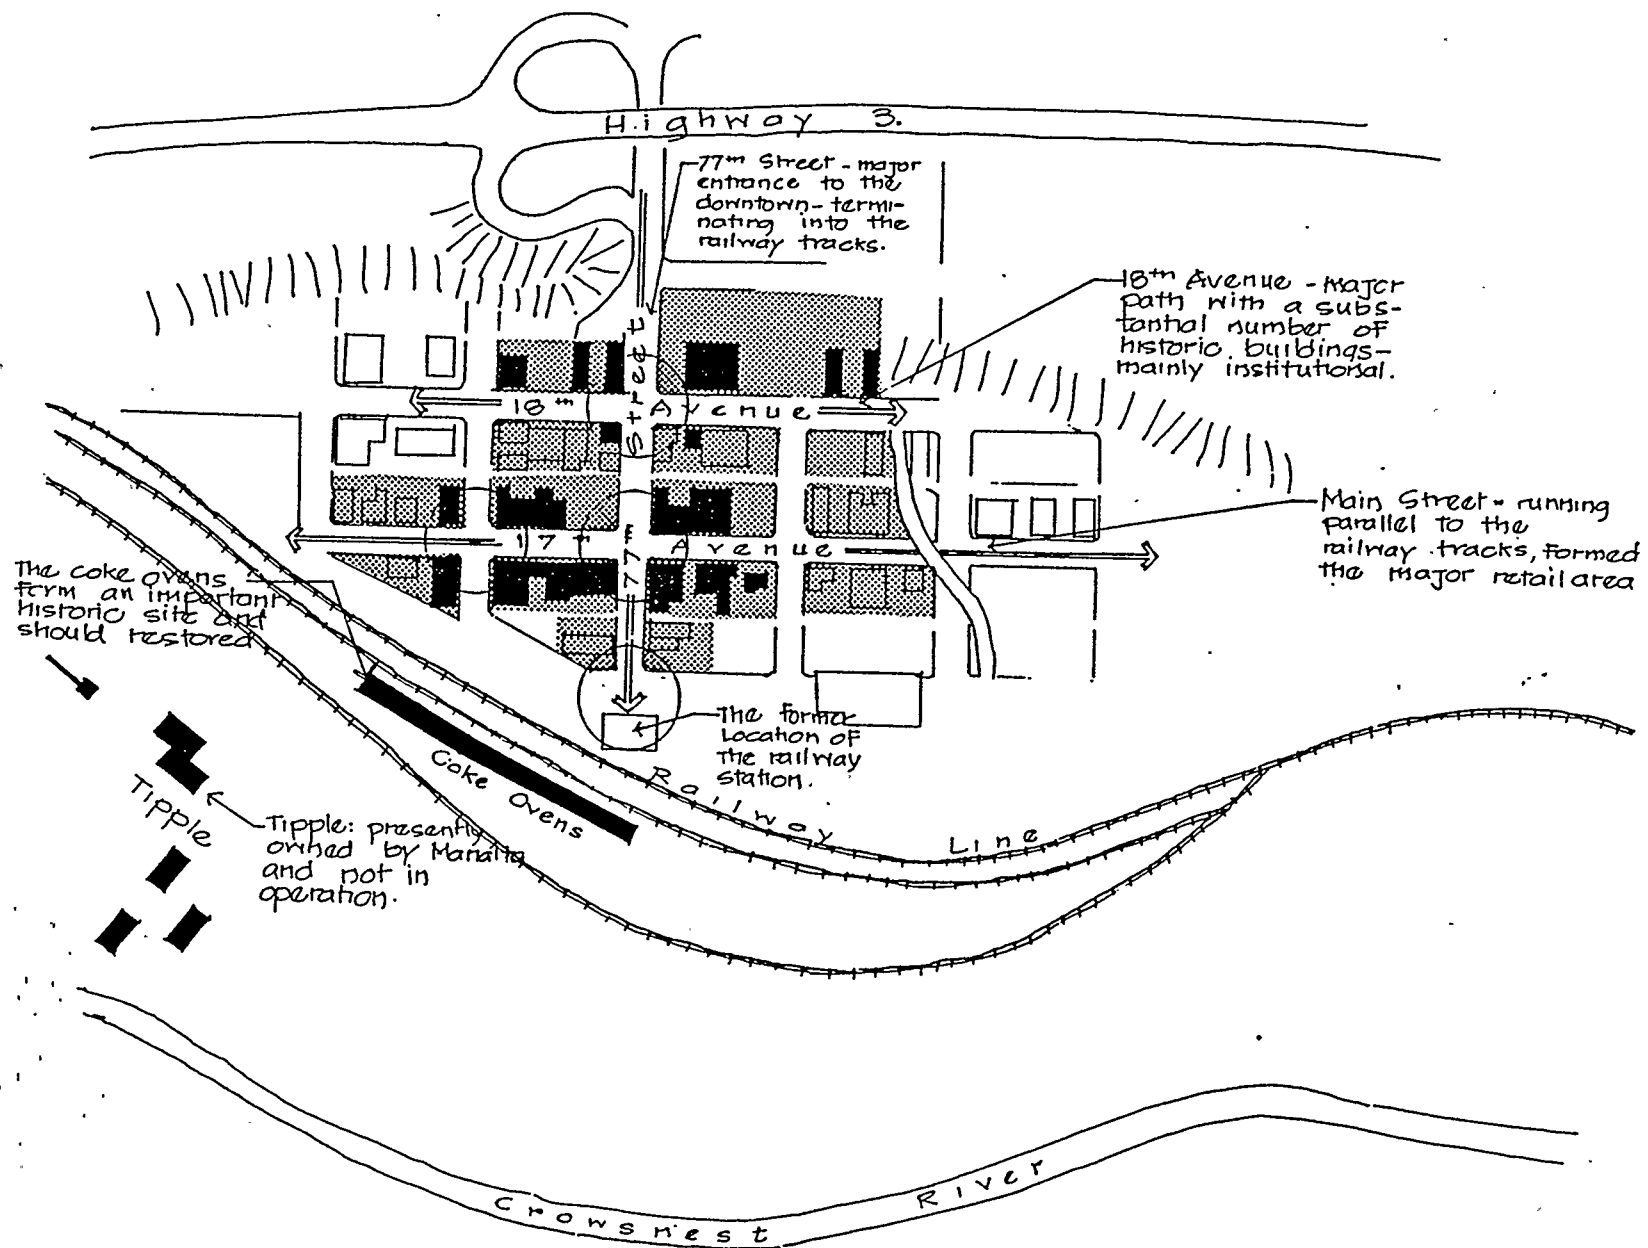 Highway 3.
77th Street - major
entrance to the
downtown - termi-
nating into the
railway tracks.
18th Avenue - major
path with a subs-
tantial number of
historic buildings -
mainly institutional.
18th Avenue
77th Street
Main Street - running
parallel to the
railway tracks, formed
the major retail area
17th Avenue
The coke ovens
form an important
historic site and
should restored
The former
Location of
the railway
station.
Coke Ovens
Railway Line
Tipple
Tipple: presently
owned by Manalta
and not in
operation.
Crowsnest River